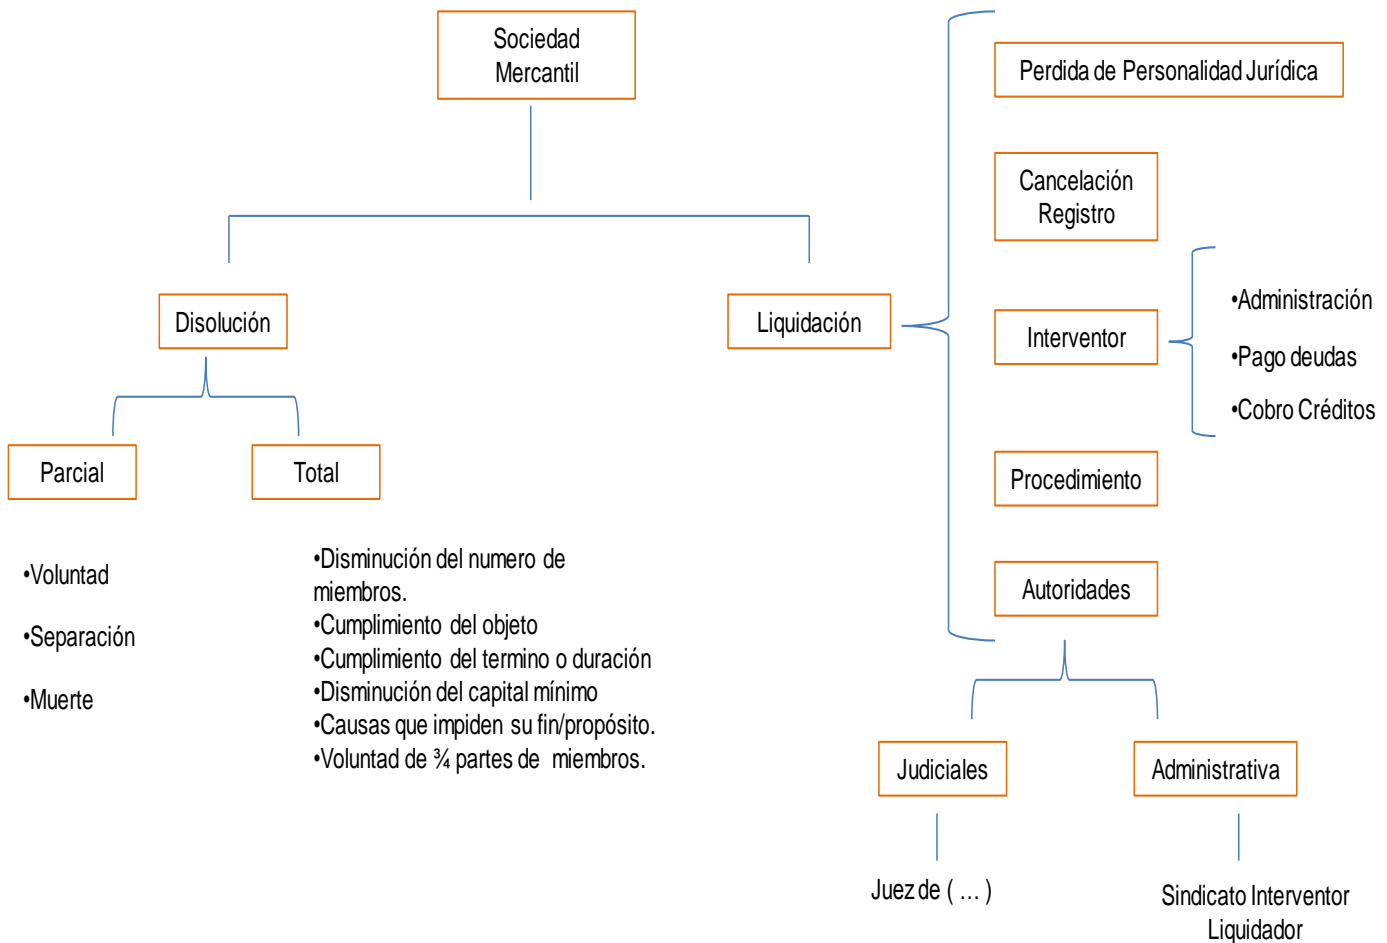 Sociedad
Mercantil
Disolución
Liquidación
Parcial
Total
•Voluntad
•Separación
•Muerte
•Disminución del numero de
miembros.
•Cumplimiento del objeto
•Cumplimiento del termino o duración
•Disminución del capital mínimo
•Causas que impiden su fin/propósito.
•Voluntad de ¾ partes de miembros.
Perdida de Personalidad Jurídica
Cancelación
Registro
Interventor
•Administración
•Pago deudas
•Cobro Créditos
Procedimiento
Autoridades
Judiciales
Administrativa
Juez de ( ... )
Sindicato Interventor
Liquidador